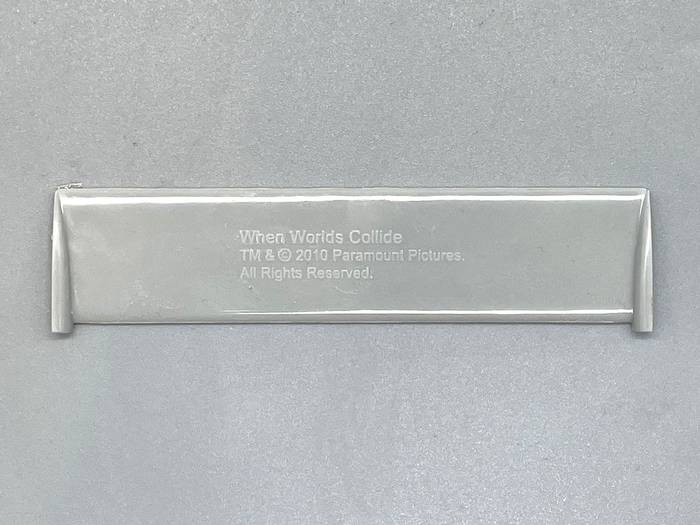 When Worlds Collide
TM & © 2010 Paramount Pictures.
All Rights Reserved.